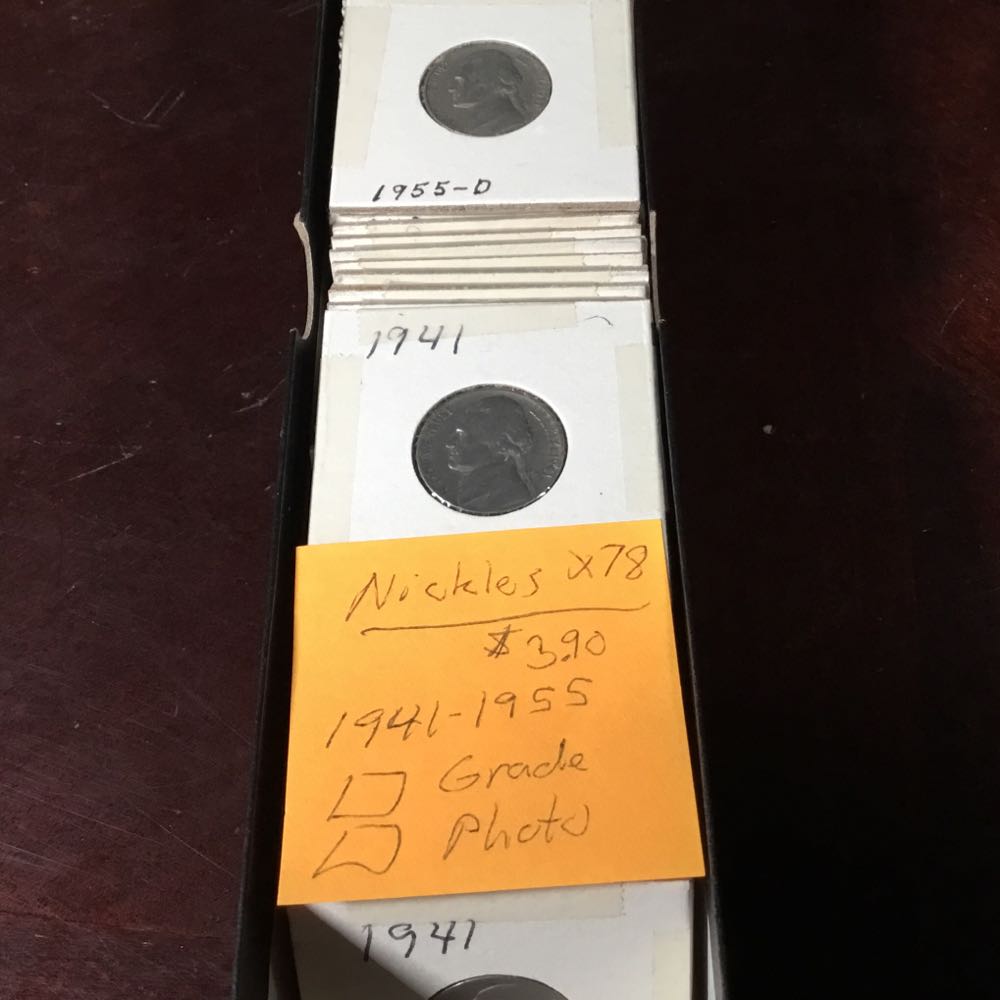 1955-D
1941
Nickles x78
$3.90
1941-1955
Grade
Photo
1941